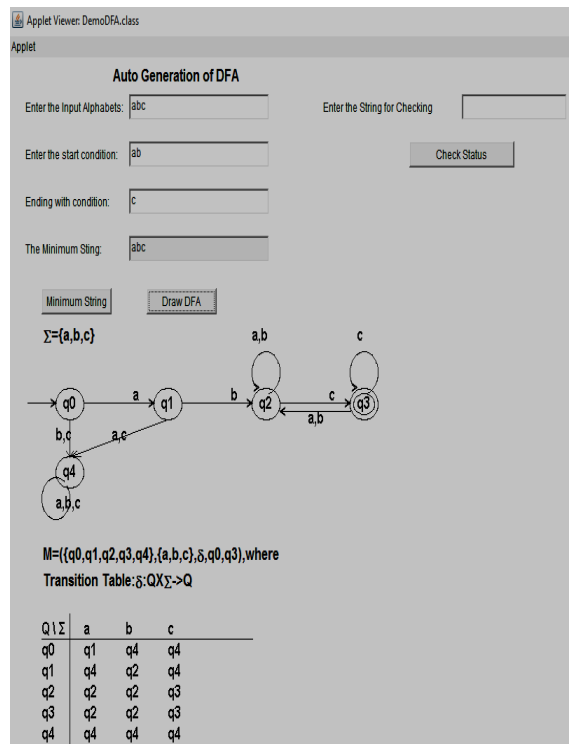 Applet Viewer: DemoDFA.class
Applet
Auto Generation of DFA
Enter the Input Alphabets: abc
Enter the String for Checking
Enter the start condition: ab
Check Status
Ending with condition: c
The Minimum Sting: abc
Minimum String Draw DFA
Σ={a,b,c}
a,b c
a b c
q0 q1 q2 q3
a,b
b,c a,c
q4
a,b,c
M=({q0,q1,q2,q3,q4},{a,b,c},δ,q0,q3),where
Transition Table:δ:QXΣ->Q
Q \ Σ a b c
q0 q1 q4 q4
q1 q4 q2 q4
q2 q2 q2 q3
q3 q2 q2 q3
q4 q4 q4 q4